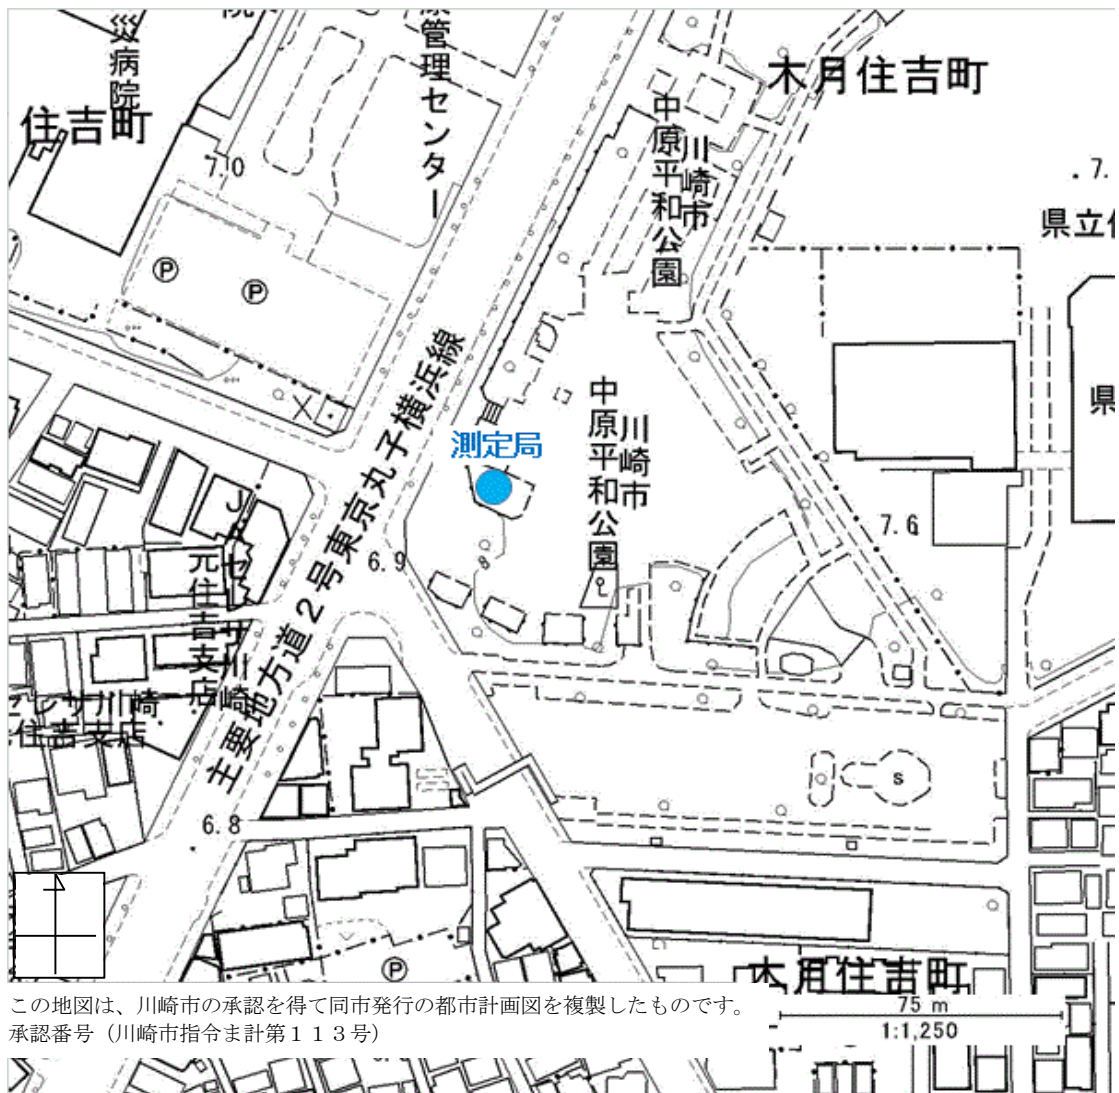 災病院
管理センター
木月住吉町
住吉町
川崎市
中原平和公園
7.0
7.
県立
P
P
主要地方道2号東京丸子横浜線
測定局
川崎市
中原平和公園
県
7.6
6.9
元住吉支店
川崎
住吉支店
6.8
s
P
木月住吉町
この地図は、川崎市の承認を得て同市発行の都市計画図を複製したものです。
承認番号(川崎市指令ま計第113号)
75 m
1:1,250